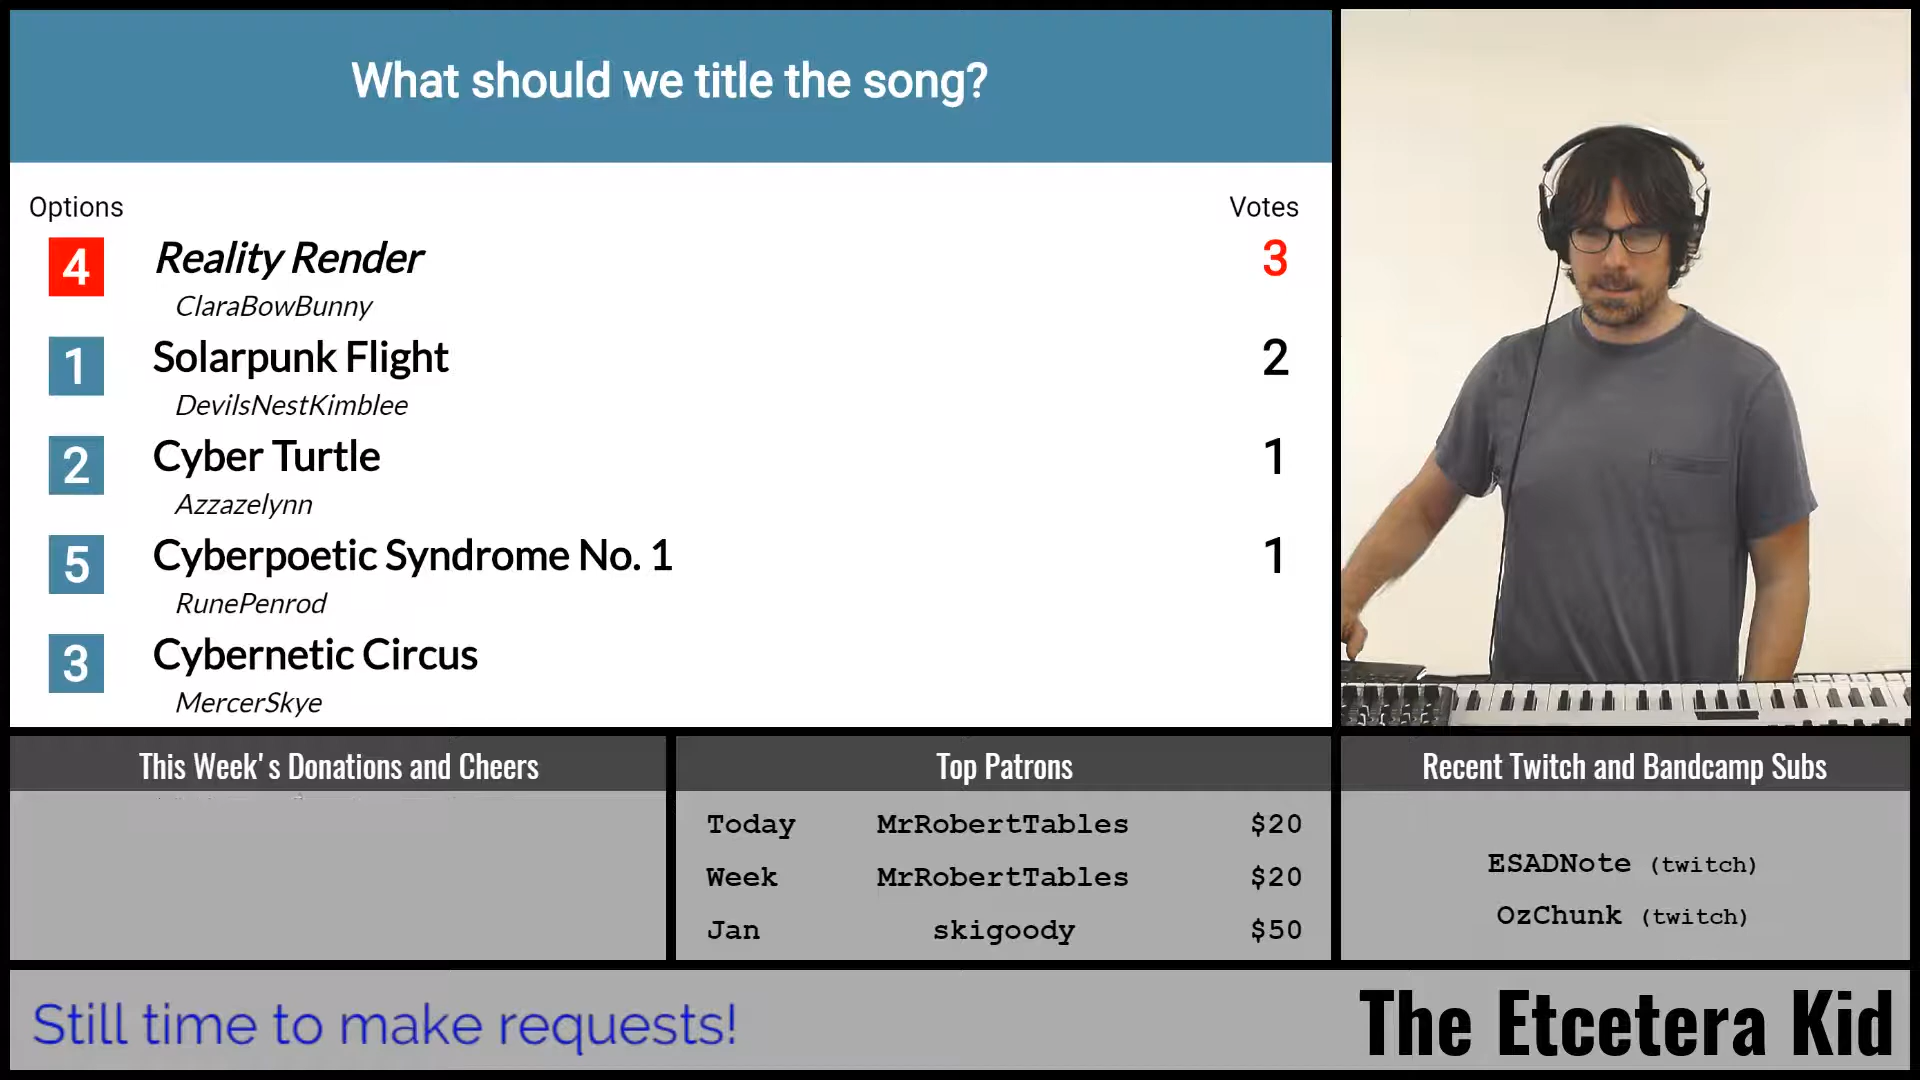 What should we title the song?
Options Votes
4 Reality Render 3
ClaraBowBunny
1 Solarpunk Flight 2
DevilsNestKimblee
2 Cyber Turtle 1
Azzazelynn
5 Cyberpoetic Syndrome No. 1 1
RunePenrod
3 Cybernetic Circus
MercerSkye
This Week's Donations and Cheers
Top Patrons
Today MrRobertTables $20
Week MrRobertTables $20
Jan skigoody $50
Recent Twitch and Bandcamp Subs
ESADNote (twitch)
OzChunk (twitch)
Still time to make requests!
The Etcetera Kid